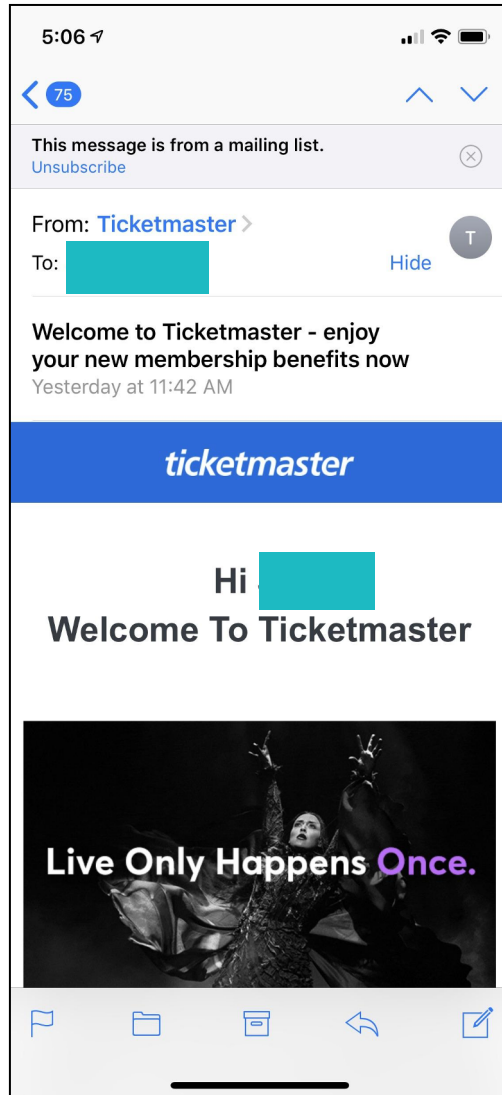 5:06
75
This message is from a mailing list.
Unsubscribe
From: Ticketmaster
T
To:
Hide
Welcome to Ticketmaster - enjoy
your new membership benefits now
Yesterday at 11:42 AM
ticketmaster
Hi
Welcome To Ticketmaster
Live Only Happens Once.